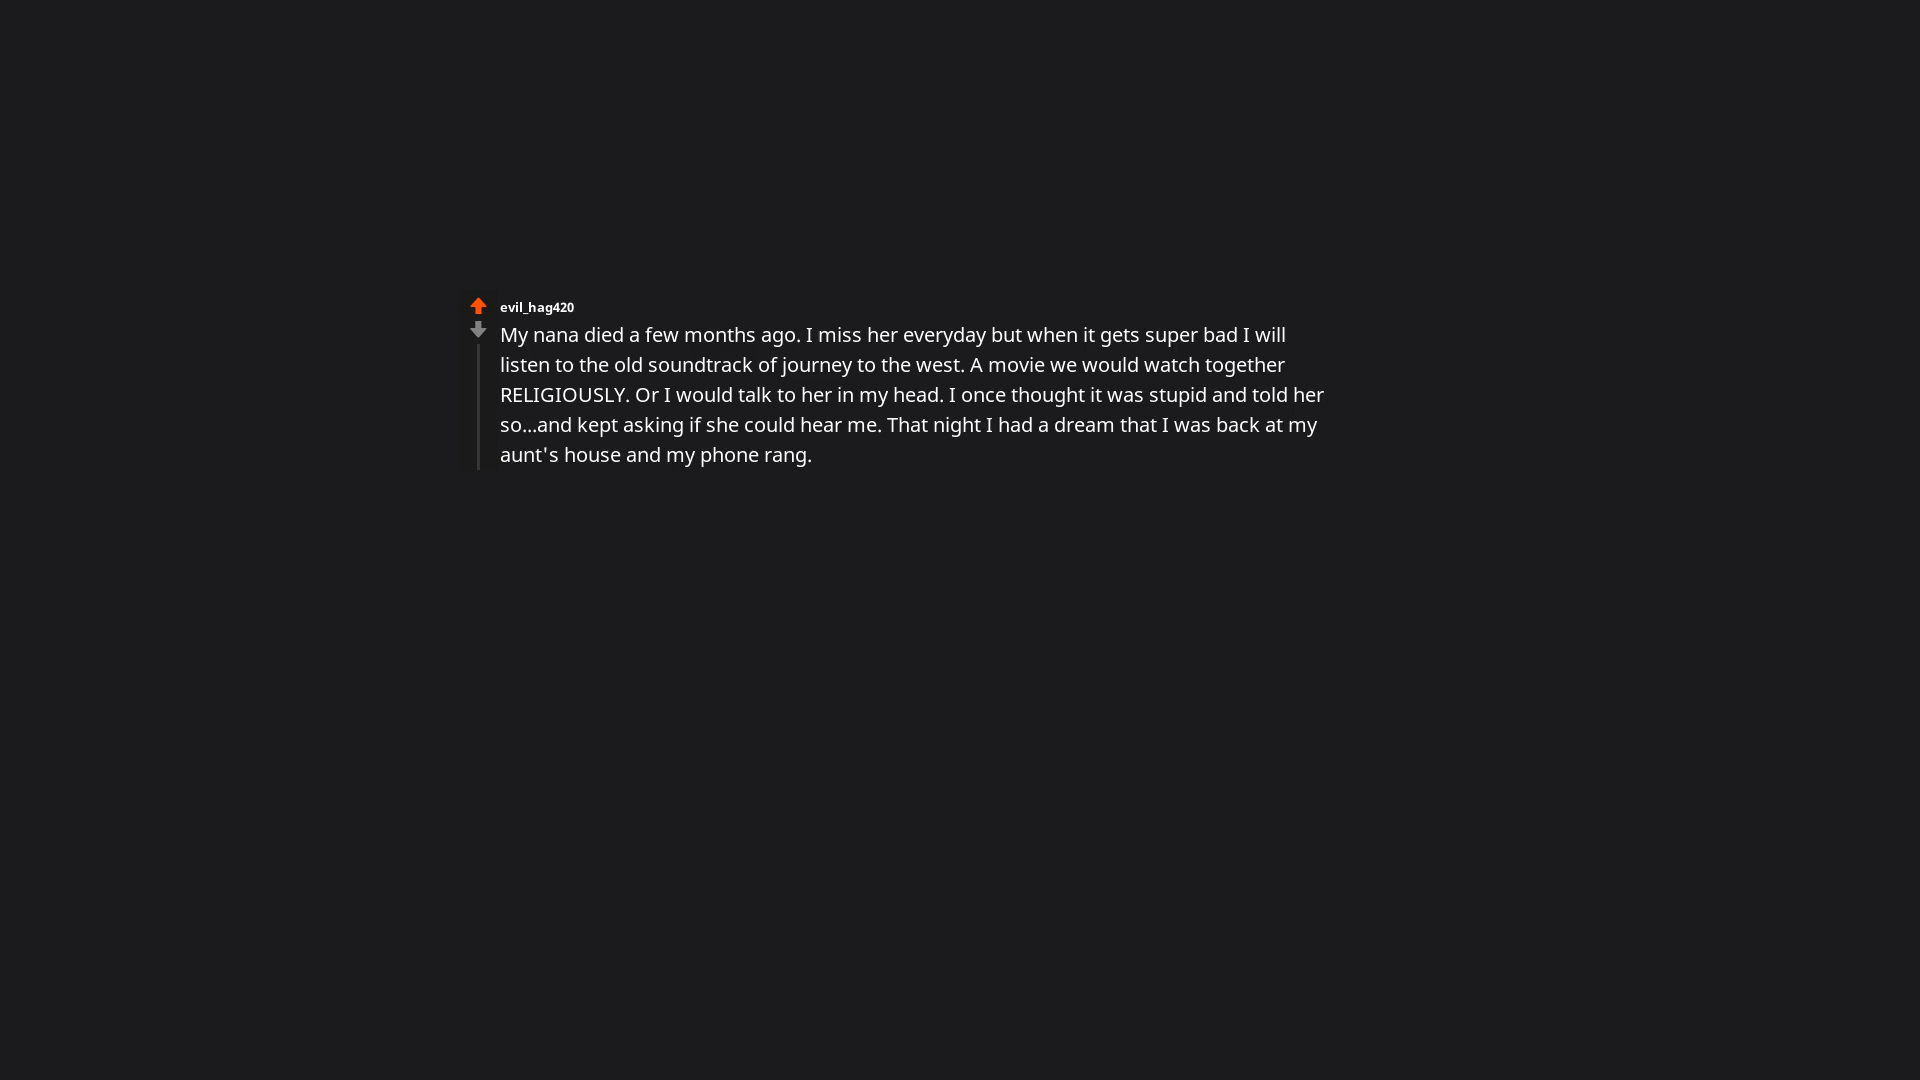 evil_hag420
My nana died a few months ago. I miss her everyday but when it gets super bad I will
listen to the old soundtrack of journey to the west. A movie we would watch together
RELIGIOUSLY. Or I would talk to her in my head. I once thought it was stupid and told her
so...and kept asking if she could hear me. That night I had a dream that I was back at my
aunt's house and my phone rang.